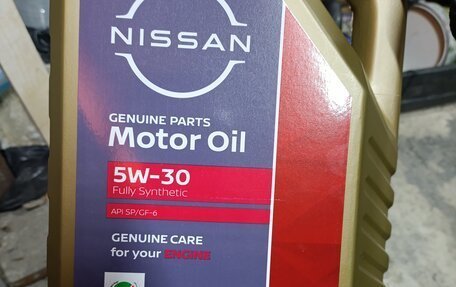 NISSAN
GENUINE PARTS
Motor Oil
5W-30
Fully Synthetic
API SP/GF-6
GENUINE CARE
for your ENGINE